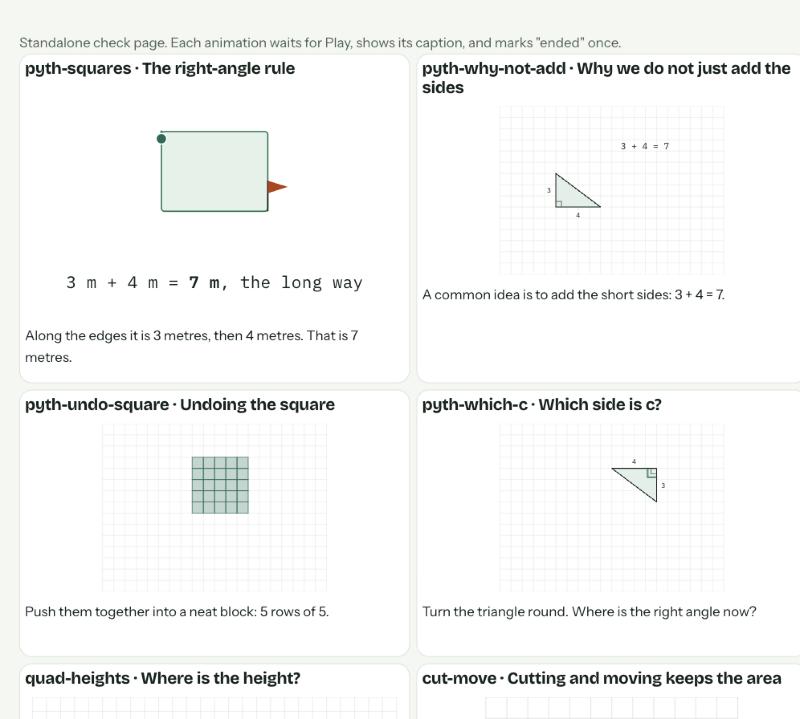 Standalone check page. Each animation waits for Play, shows its caption, and marks "ended" once.
pyth-squares · The right-angle rule
3 m + 4 m = 7 m, the long way
Along the edges it is 3 metres, then 4 metres. That is 7
metres.
pyth-why-not-add · Why we do not just add the
sides
3 + 4 = 7
3
4
A common idea is to add the short sides: 3 + 4 = 7.
pyth-undo-square · Undoing the square
Push them together into a neat block: 5 rows of 5.
pyth-which-c · Which side is c?
4
3
Turn the triangle round. Where is the right angle now?
quad-heights · Where is the height?
cut-move · Cutting and moving keeps the area